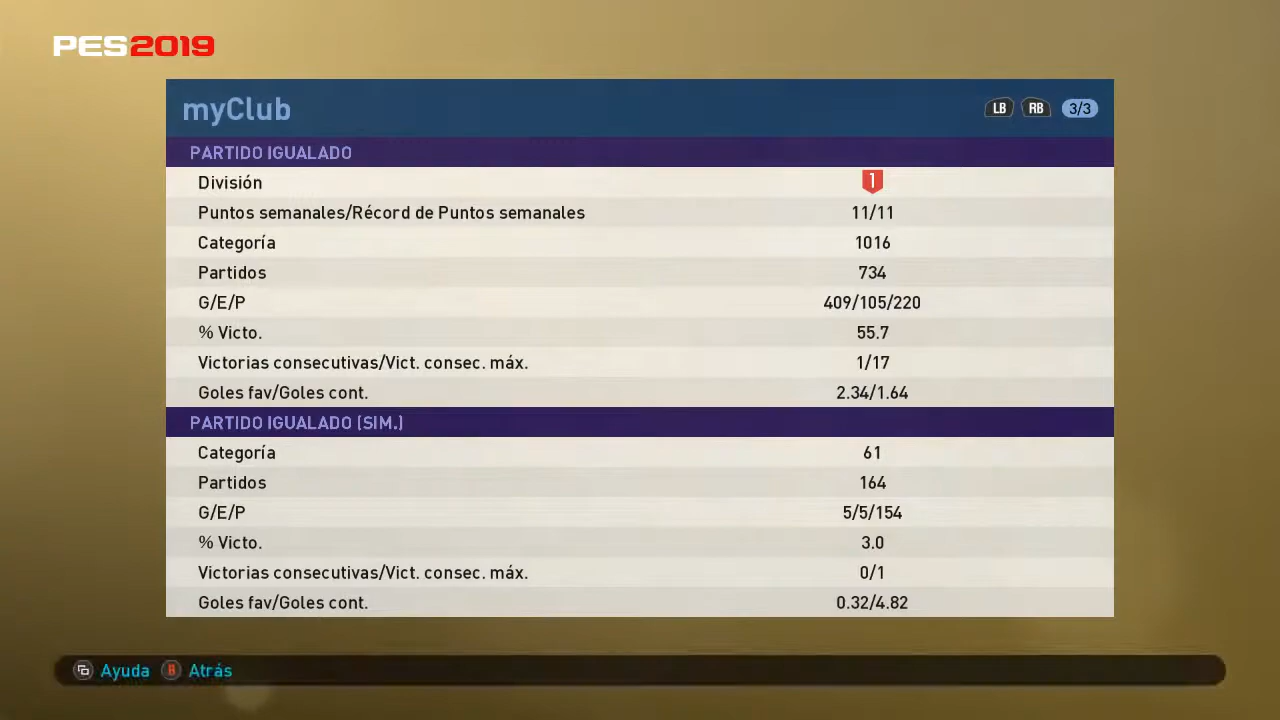 PES2019
myClub LB RB 3/3
PARTIDO IGUALADO
División 1
Puntos semanales/Récord de Puntos semanales 11/11
Categoría 1016
Partidos 734
G/E/P 409/105/220
% Victo. 55.7
Victorias consecutivas/Vict. consec. máx. 1/17
Goles fav/Goles cont. 2.34/1.64
PARTIDO IGUALADO (SIM.)
Categoría 61
Partidos 164
G/E/P 5/5/154
% Victo. 3.0
Victorias consecutivas/Vict. consec. máx. 0/1
Goles fav/Goles cont. 0.32/4.82
Ayuda B Atrás